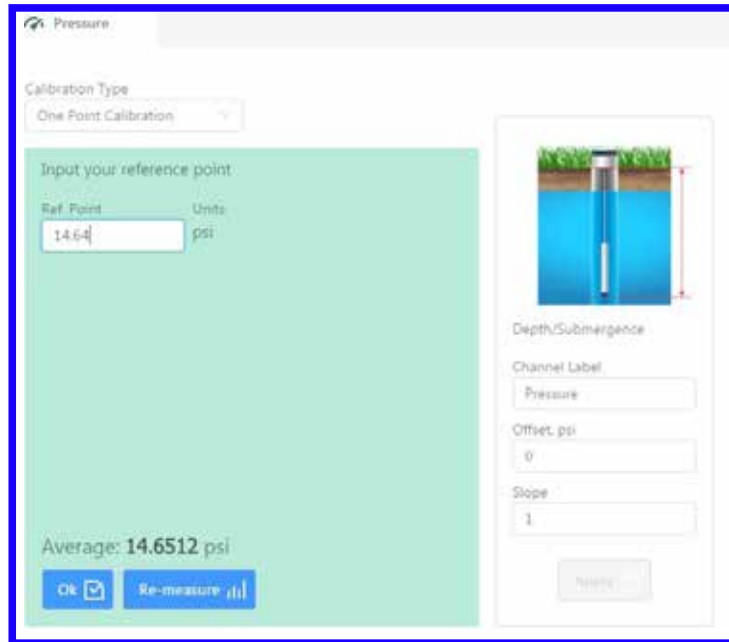 Pressure
Calibration Type
One Point Calibration
Input your reference point
Ref. Point Units
14.64 psi
Average: 14.6512 psi
Ok Re-measure
Depth/Submergence
Channel Label
Pressure
Offset, psi
0
Slope
1